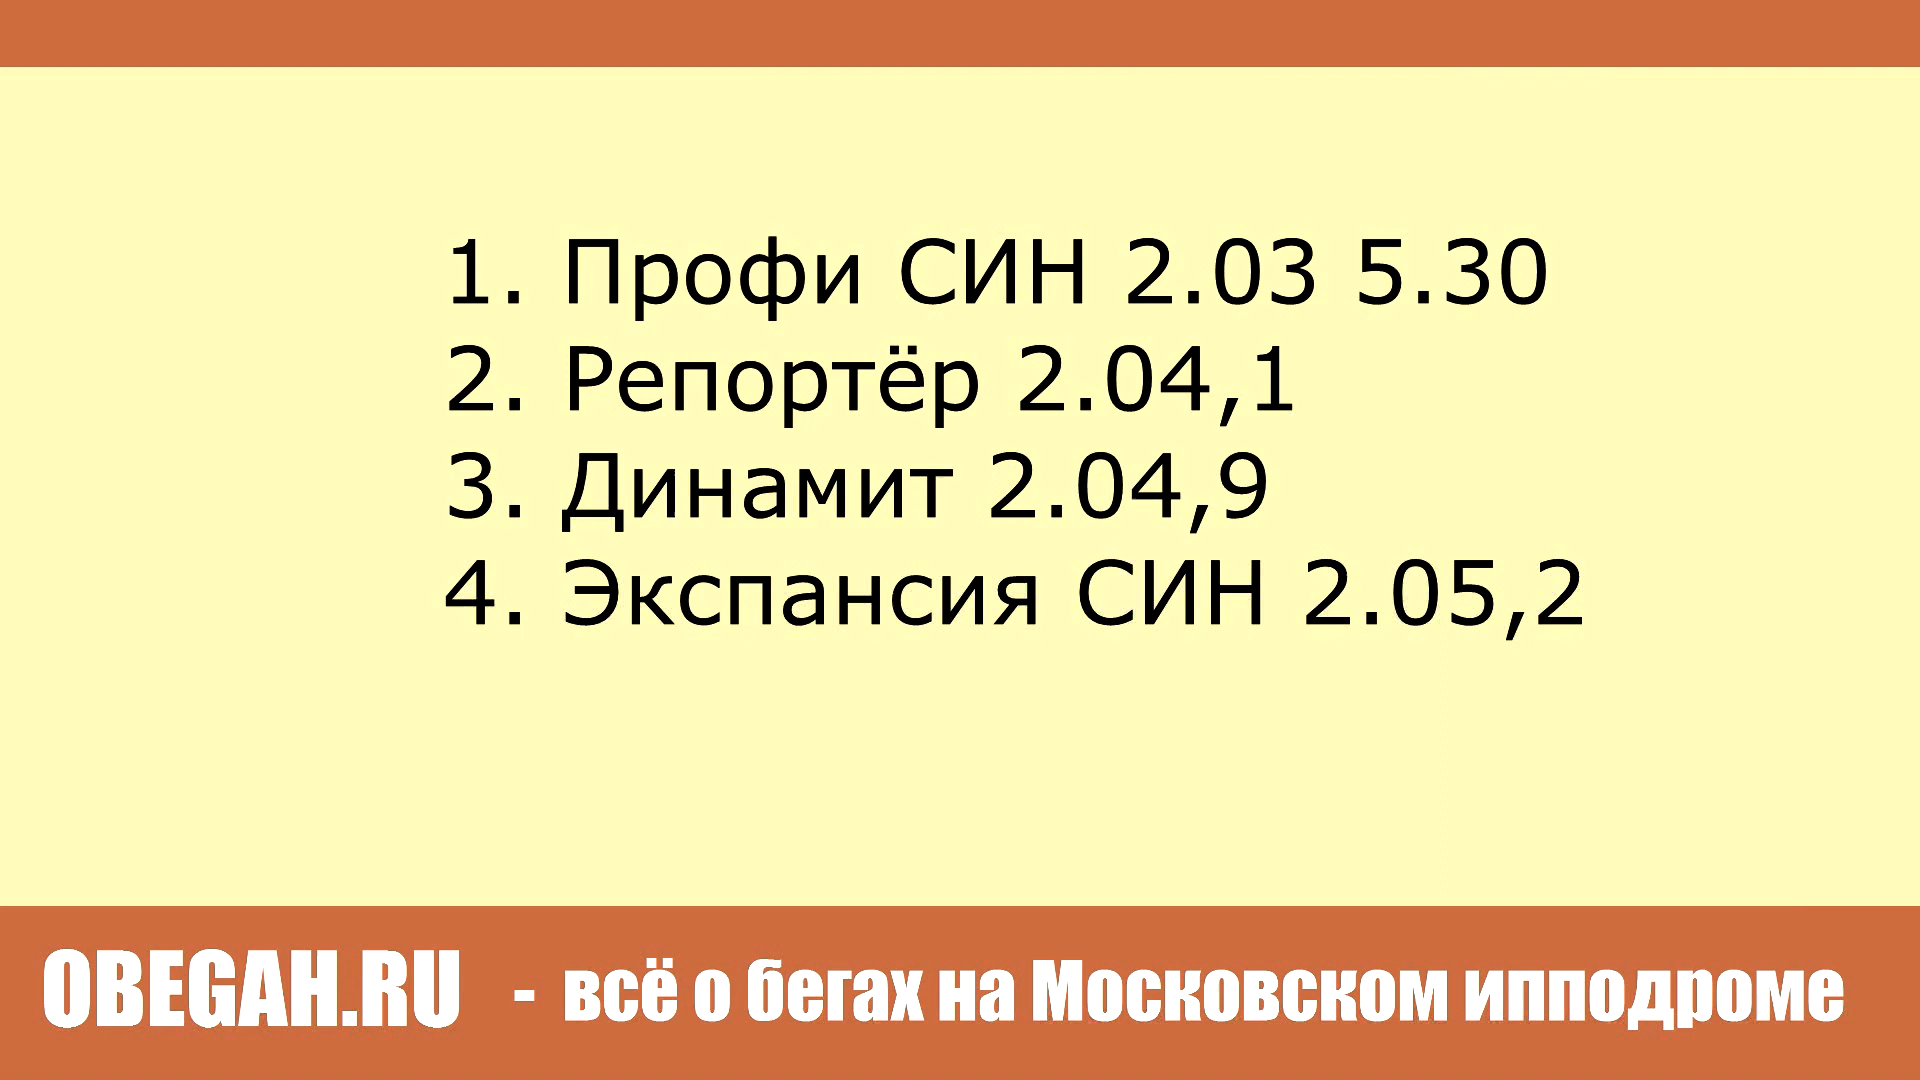 1. Профи СИН 2.03 5.30
2. Репортёр 2.04,1
3. Динамит 2.04,9
4. Экспансия СИН 2.05,2
OBEGAH.RU - всё о бегах на Московском ипподроме